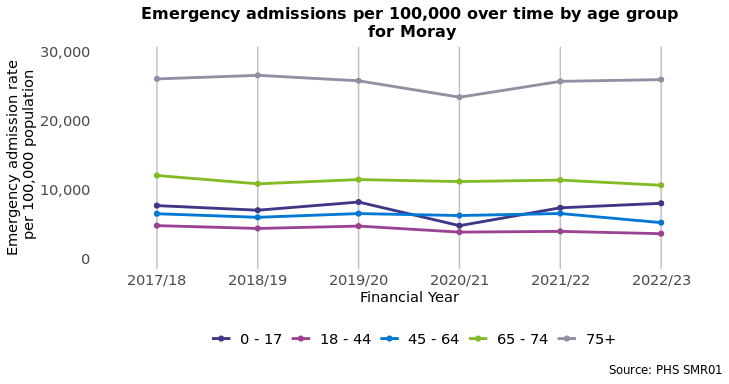 Emergency admissions per 100,000 over time by age group
for Moray
Emergency admission rate
per 100,000 population
30,000
20,000
10,000
0
2017/18 2018/19 2019/20 2020/21 2021/22 2022/23
Financial Year
0 - 17 18 - 44 45 - 64 65 - 74 75+
Source: PHS SMR01